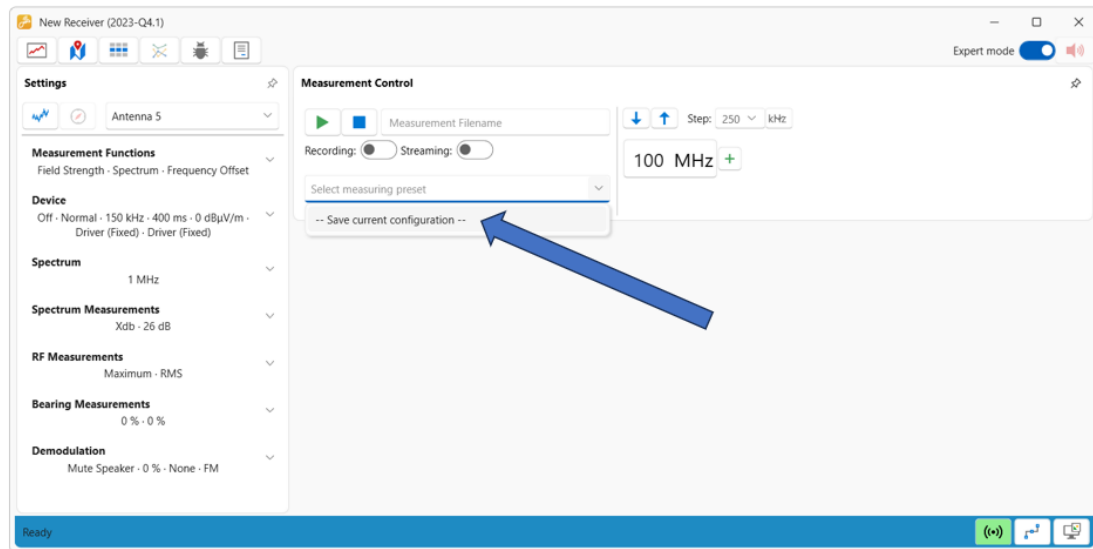 New Receiver (2023-Q4.1)
Expert mode
Settings
Antenna 5
Measurement Functions
Field Strength · Spectrum · Frequency Offset
Device
Off · Normal · 150 kHz · 400 ms · 0 dBµV/m ·
Driver (Fixed) · Driver (Fixed)
Spectrum
1 MHz
Spectrum Measurements
Xdb · 26 dB
RF Measurements
Maximum · RMS
Bearing Measurements
0 % · 0 %
Demodulation
Mute Speaker · 0 % · None · FM
Measurement Control
Measurement Filename
Recording: Streaming:
Select measuring preset
-- Save current configuration --
Step: 250 kHz
100 MHz +
Ready